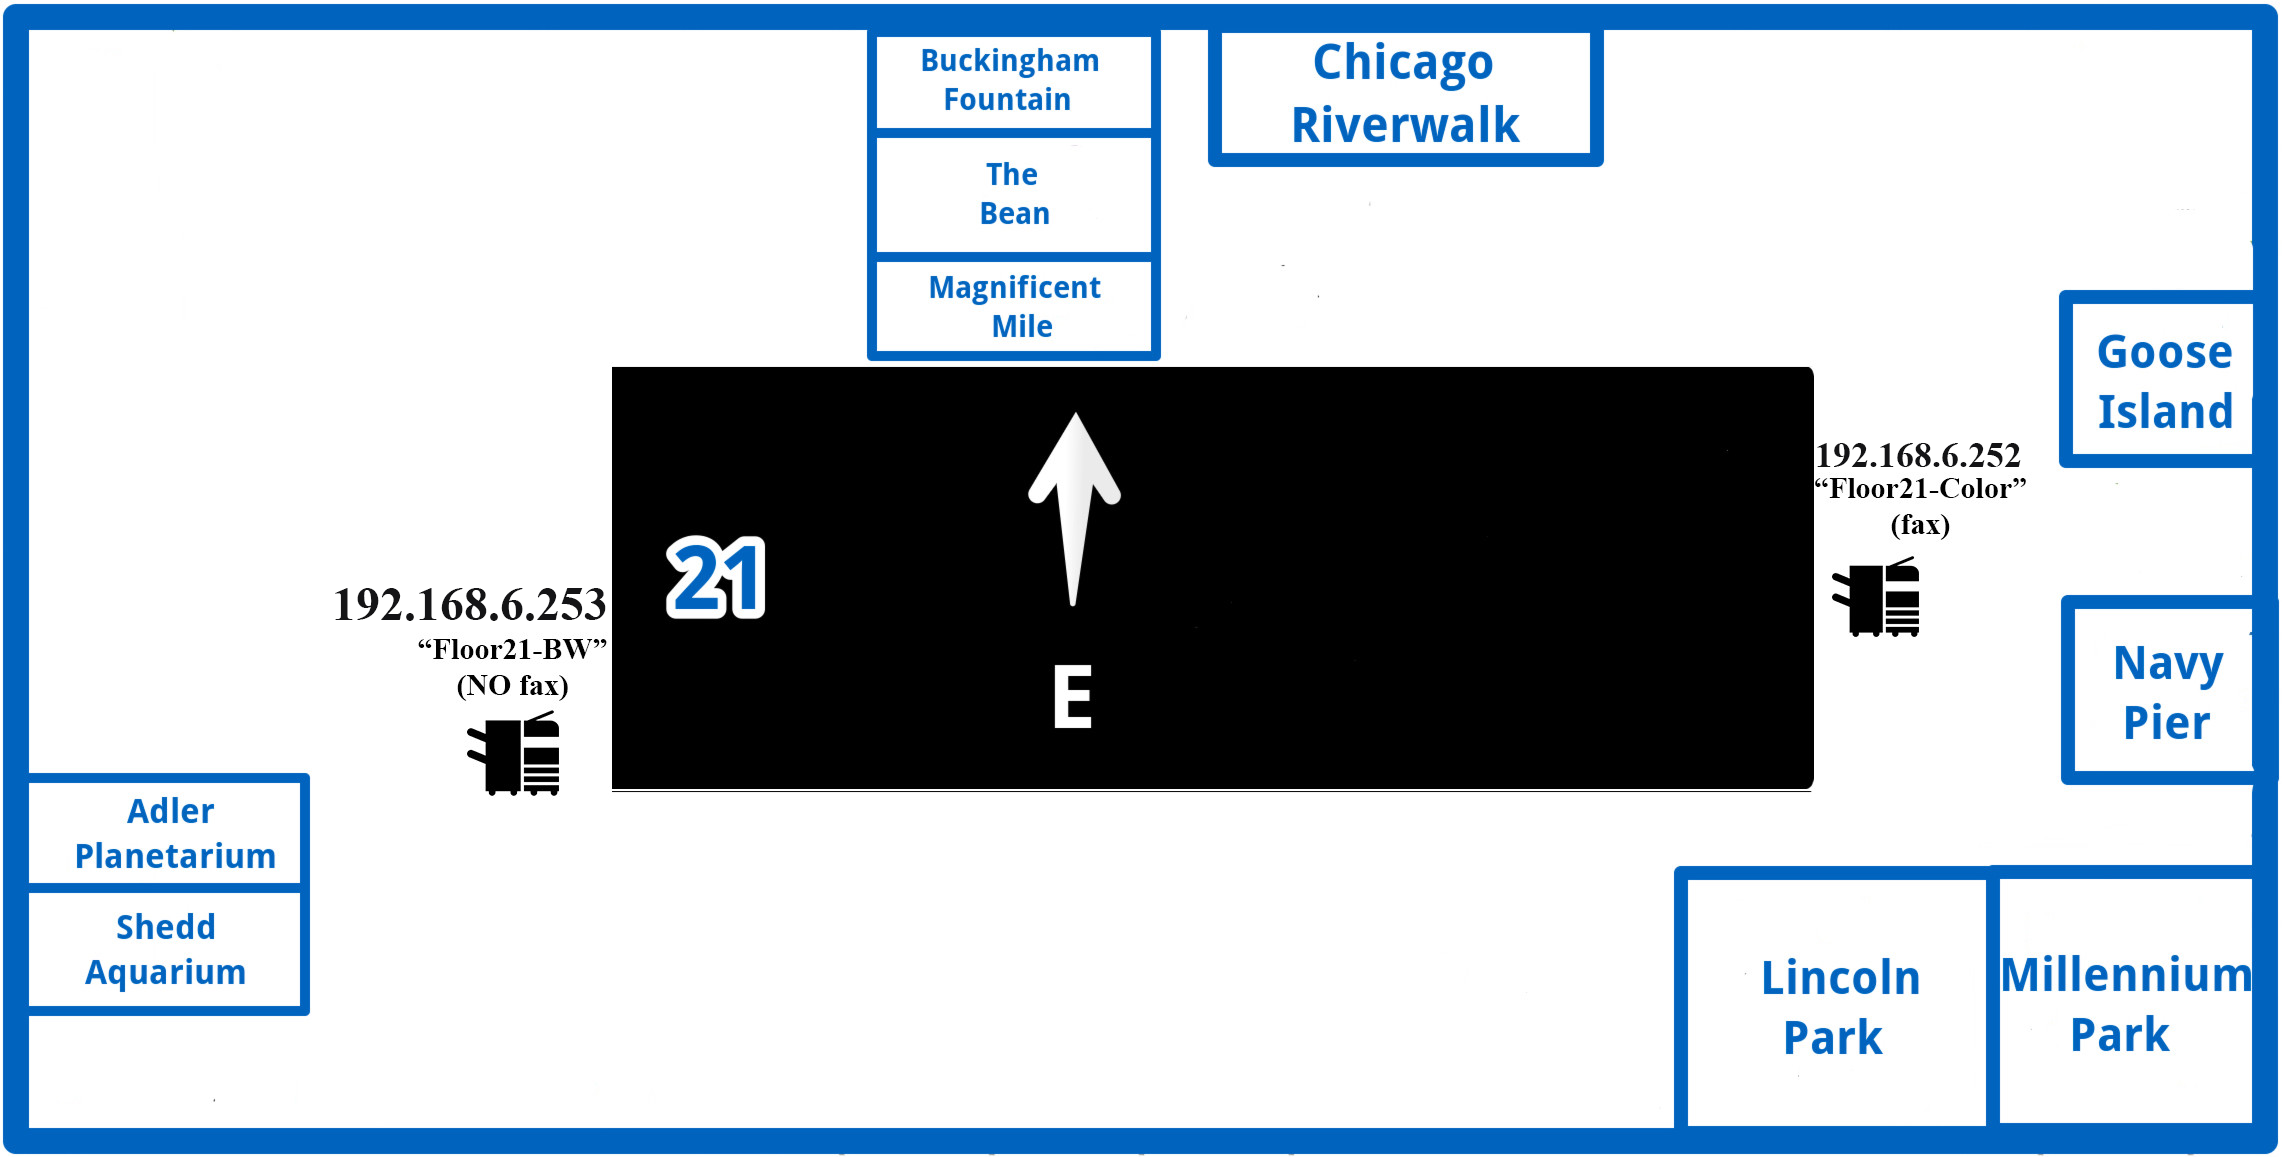 Buckingham
Fountain
The
Bean
Magnificent
Mile
Chicago
Riverwalk
Goose
Island
192.168.6.252
“Floor21-Color”
(fax)
21
E
192.168.6.253
“Floor21-BW”
(NO fax)
Navy
Pier
Adler
Planetarium
Shedd
Aquarium
Lincoln
Park
Millennium
Park